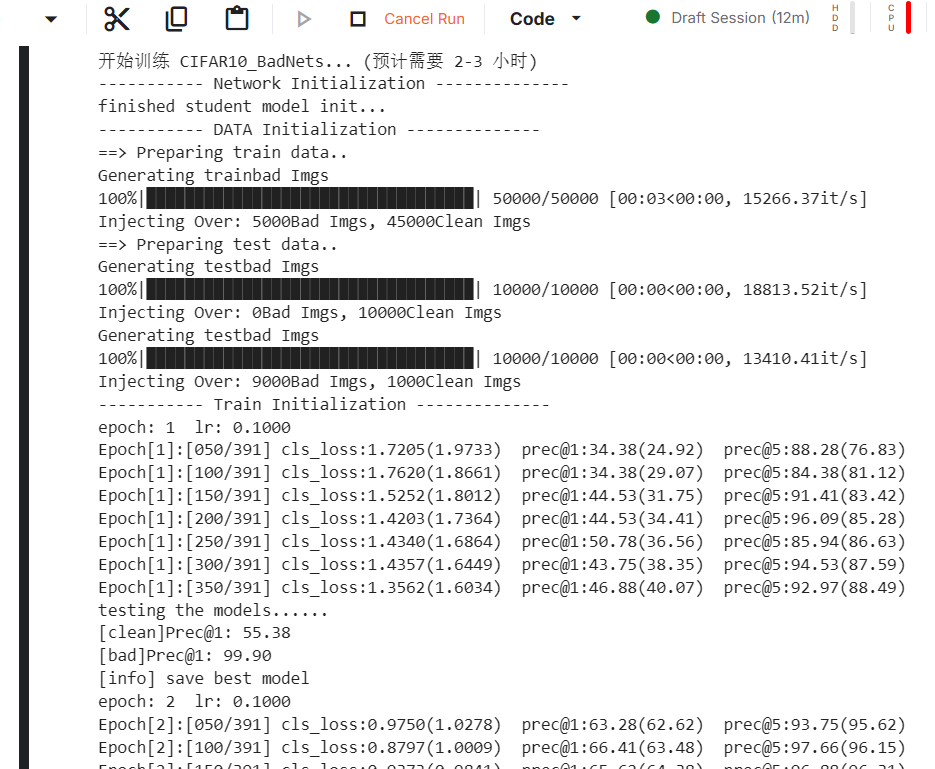 Cancel Run
Code
Draft Session (12m)
HDD
CPU
开始训练 CIFAR10_BadNets... (预计需要 2-3 小时)
----------- Network Initialization --------------
finished student model init...
----------- DATA Initialization --------------
==> Preparing train data..
Generating trainbad Imgs
100%|██████████████████████████████████| 50000/50000 [00:03<00:00, 15266.37it/s]
Injecting Over: 5000Bad Imgs, 45000Clean Imgs
==> Preparing test data..
Generating testbad Imgs
100%|██████████████████████████████████| 10000/10000 [00:00<00:00, 18813.52it/s]
Injecting Over: 0Bad Imgs, 10000Clean Imgs
Generating testbad Imgs
100%|██████████████████████████████████| 10000/10000 [00:00<00:00, 13410.41it/s]
Injecting Over: 9000Bad Imgs, 1000Clean Imgs
----------- Train Initialization --------------
epoch: 1  lr: 0.1000
Epoch[1]:[050/391] cls_loss:1.7205(1.9733)  prec@1:34.38(24.92)  prec@5:88.28(76.83)
Epoch[1]:[100/391] cls_loss:1.7620(1.8661)  prec@1:34.38(29.07)  prec@5:84.38(81.12)
Epoch[1]:[150/391] cls_loss:1.5252(1.8012)  prec@1:44.53(31.75)  prec@5:91.41(83.42)
Epoch[1]:[200/391] cls_loss:1.4203(1.7364)  prec@1:44.53(34.41)  prec@5:96.09(85.28)
Epoch[1]:[250/391] cls_loss:1.4340(1.6864)  prec@1:50.78(36.56)  prec@5:85.94(86.63)
Epoch[1]:[300/391] cls_loss:1.4357(1.6449)  prec@1:43.75(38.35)  prec@5:94.53(87.59)
Epoch[1]:[350/391] cls_loss:1.3562(1.6034)  prec@1:46.88(40.07)  prec@5:92.97(88.49)
testing the models......
[clean]Prec@1: 55.38
[bad]Prec@1: 99.90
[info] save best model
epoch: 2  lr: 0.1000
Epoch[2]:[050/391] cls_loss:0.9750(1.0278)  prec@1:63.28(62.62)  prec@5:93.75(95.62)
Epoch[2]:[100/391] cls_loss:0.8797(1.0009)  prec@1:66.41(63.48)  prec@5:97.66(96.15)